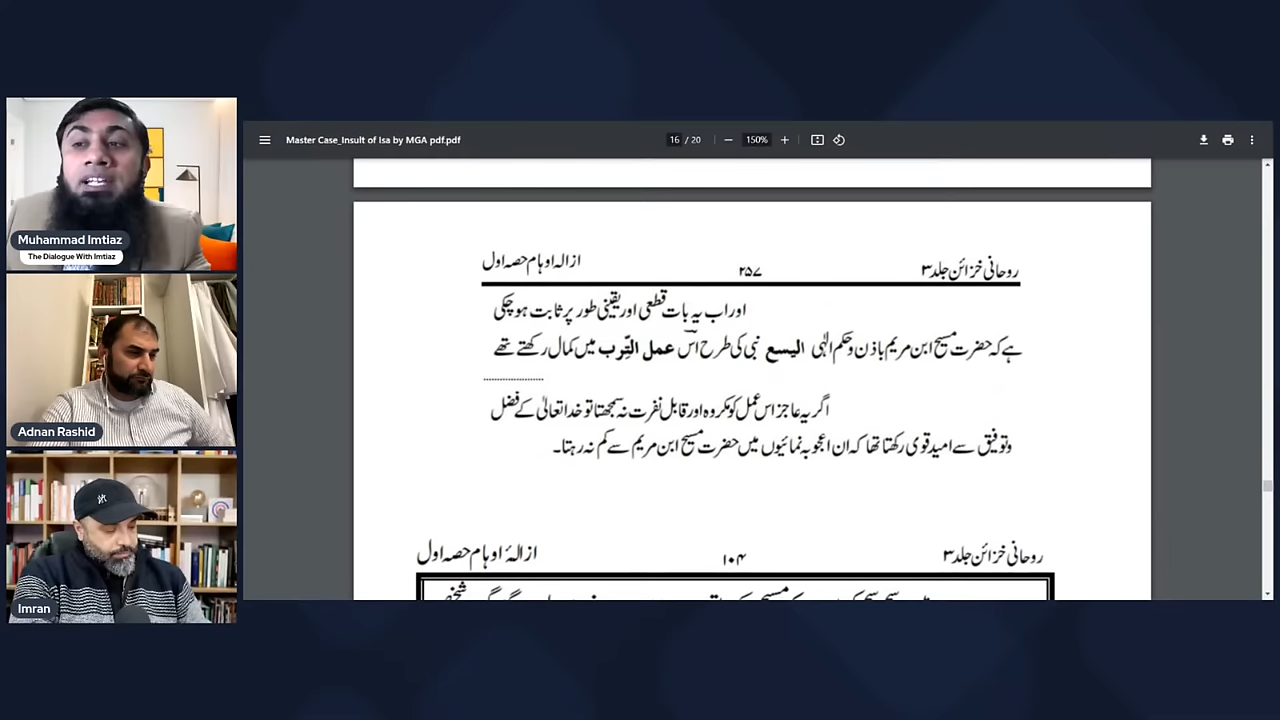 Master Case_Insult of Isa by MGA pdf.pdf
16 / 20
150%
Muhammad Imtiaz
The Dialogue With Imtiaz
Adnan Rashid
Imran
روحانی خزائن جلد ۳ ۲۵۷ ازالہ اوہام حصہ اول
اور اب یہ بات قطعی اور یقینی طور پر ثابت ہو چکی
ہے کہ حضرت مسیح ابن مریم باذن و حکم الٰہی الیسع نبی کی طرح اس عمل التِّرب میں کمال رکھتے تھے
اگر یہ عاجز اس عمل کو مکروہ اور قابل نفرت نہ سمجھتا تو خدا تعالیٰ کے فضل
و توفیق سے امید قوی رکھتا تھا کہ ان اعجوبہ نمائیوں میں حضرت مسیح ابن مریم سے کم نہ رہتا۔
روحانی خزائن جلد ۳ ۱۰۴ ازالۂ اوہام حصہ اول